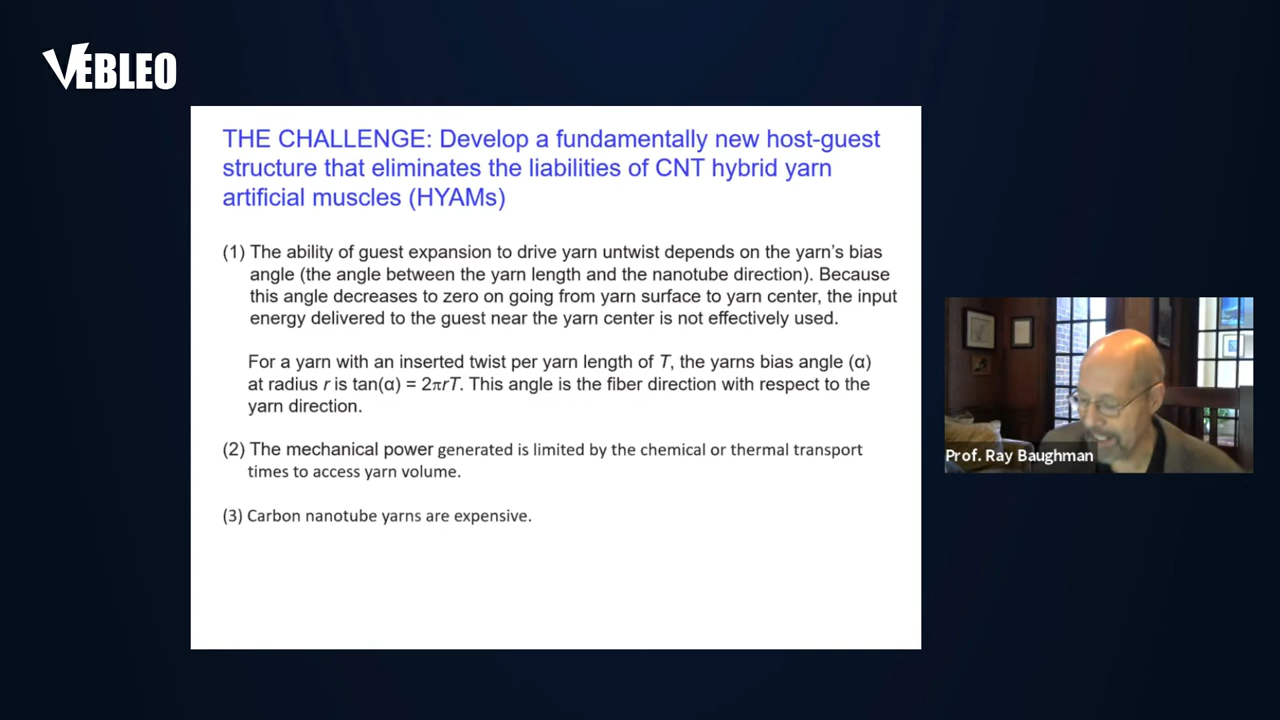 VEBLEO
THE CHALLENGE: Develop a fundamentally new host-guest
structure that eliminates the liabilities of CNT hybrid yarn
artificial muscles (HYAMs)
(1) The ability of guest expansion to drive yarn untwist depends on the yarn’s bias
angle (the angle between the yarn length and the nanotube direction). Because
this angle decreases to zero on going from yarn surface to yarn center, the input
energy delivered to the guest near the yarn center is not effectively used.
For a yarn with an inserted twist per yarn length of T, the yarns bias angle (α)
at radius r is tan(α) = 2πrT. This angle is the fiber direction with respect to the
yarn direction.
(2) The mechanical power generated is limited by the chemical or thermal transport
times to access yarn volume.
(3) Carbon nanotube yarns are expensive.
Prof. Ray Baughman